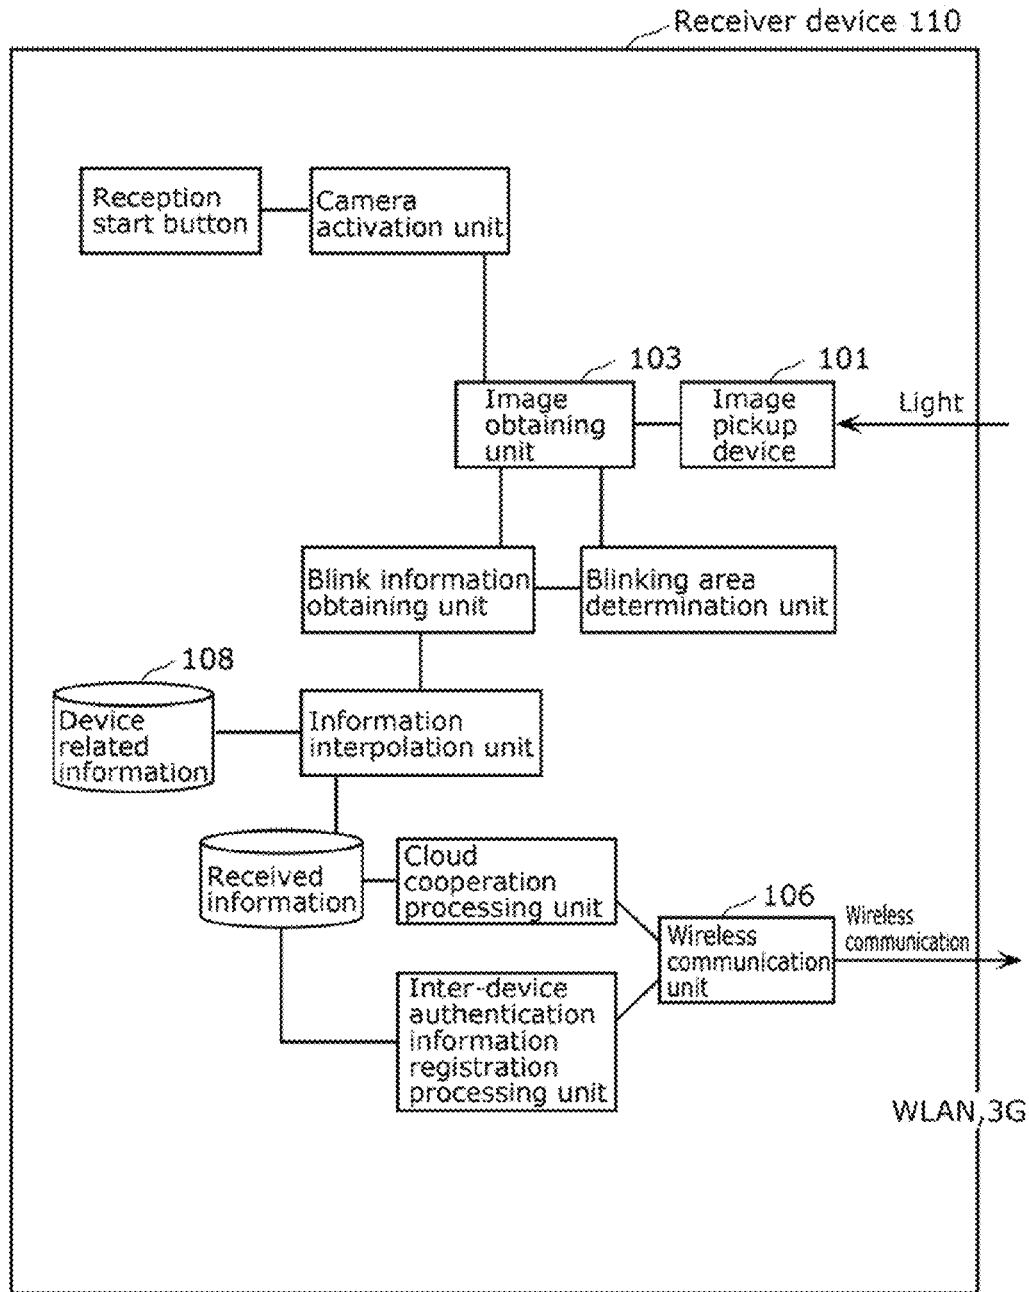 Receiver device 110
Reception
start button
Camera
activation unit
103
101
Image
obtaining
unit
Image
pickup
device
Light
Blink information
obtaining unit
Blinking area
determination unit
108
Device
related
information
Information
interpolation unit
Received
information
Cloud
cooperation
processing unit
106
Wireless
communication
unit
Wireless
communication
Inter-device
authentication
information
registration
processing unit
WLAN,3G